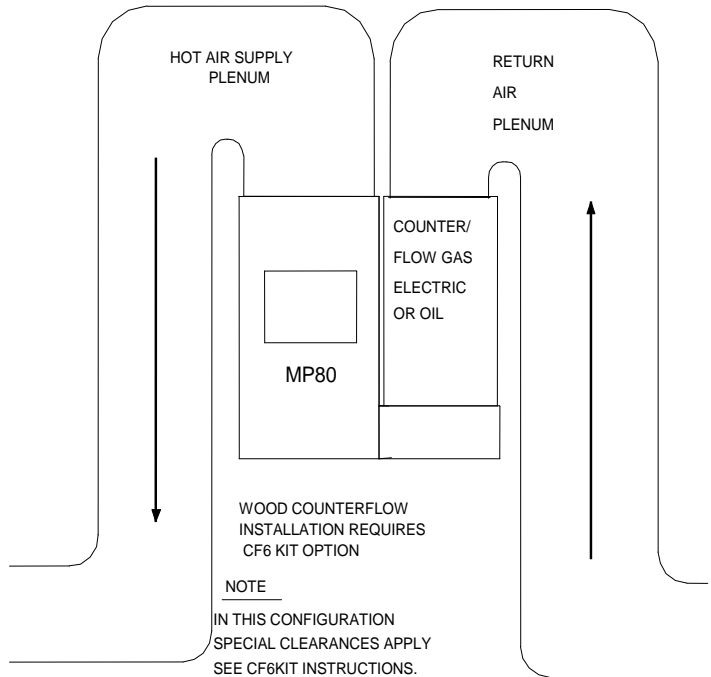 HOT AIR SUPPLY
PLENUM
RETURN
AIR
PLENUM
COUNTER/
FLOW GAS
ELECTRIC
OR OIL
MP80
WOOD COUNTERFLOW
INSTALLATION REQUIRES
CF6 KIT OPTION
NOTE
IN THIS CONFIGURATION
SPECIAL CLEARANCES APPLY
SEE CF6KIT INSTRUCTIONS.